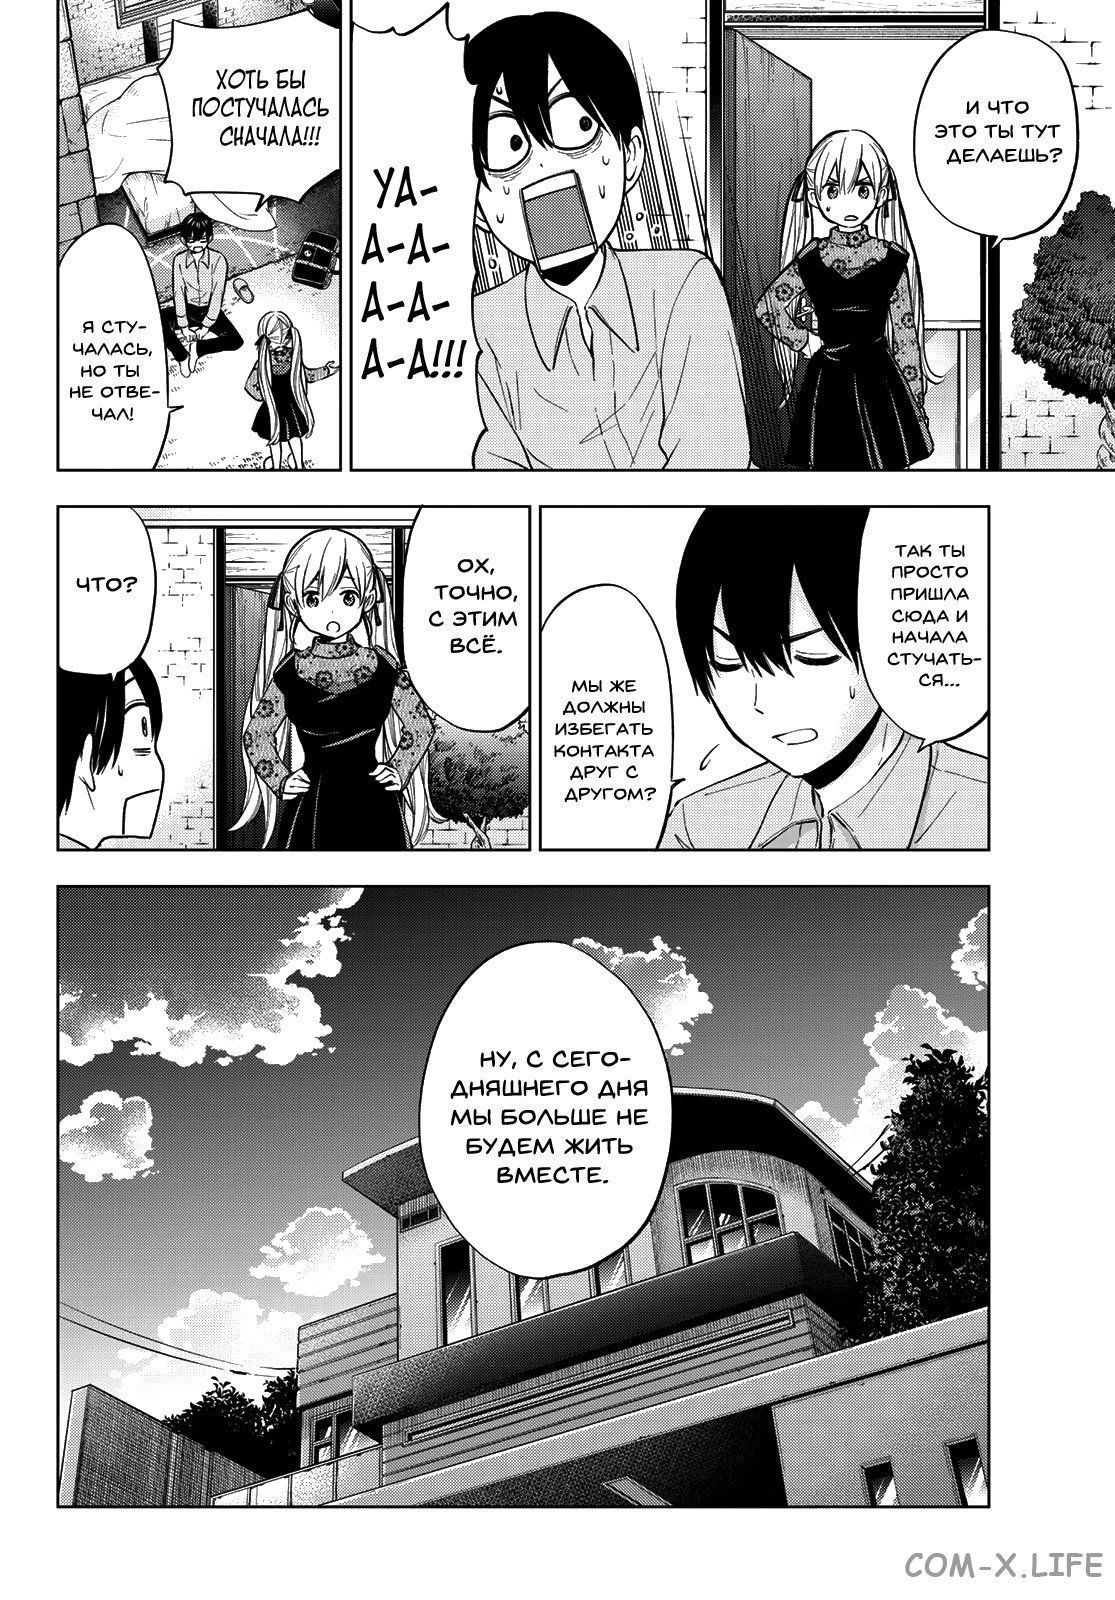 И ЧТО
ЭТО ТЫ ТУТ
ДЕЛАЕШЬ?
УА-
А-А-
А-А-
А-А!!!
ХОТЬ БЫ
ПОСТУЧАЛАСЬ
СНАЧАЛА!!!
Я СТУ-
ЧАЛАСЬ,
НО ТЫ
НЕ ОТВЕ-
ЧАЛ!
ТАК ТЫ
ПРОСТО
ПРИШЛА
СЮДА И
НАЧАЛА
СТУЧАТЬ-
СЯ...
МЫ ЖЕ
ДОЛЖНЫ
ИЗБЕГАТЬ
КОНТАКТА
ДРУГ С
ДРУГОМ?
ОХ,
ТОЧНО,
С ЭТИМ
ВСЁ.
ЧТО?
НУ, С СЕГО-
ДНЯШНЕГО ДНЯ
МЫ БОЛЬШЕ НЕ
БУДЕМ ЖИТЬ
ВМЕСТЕ.
COM-X.LIFE